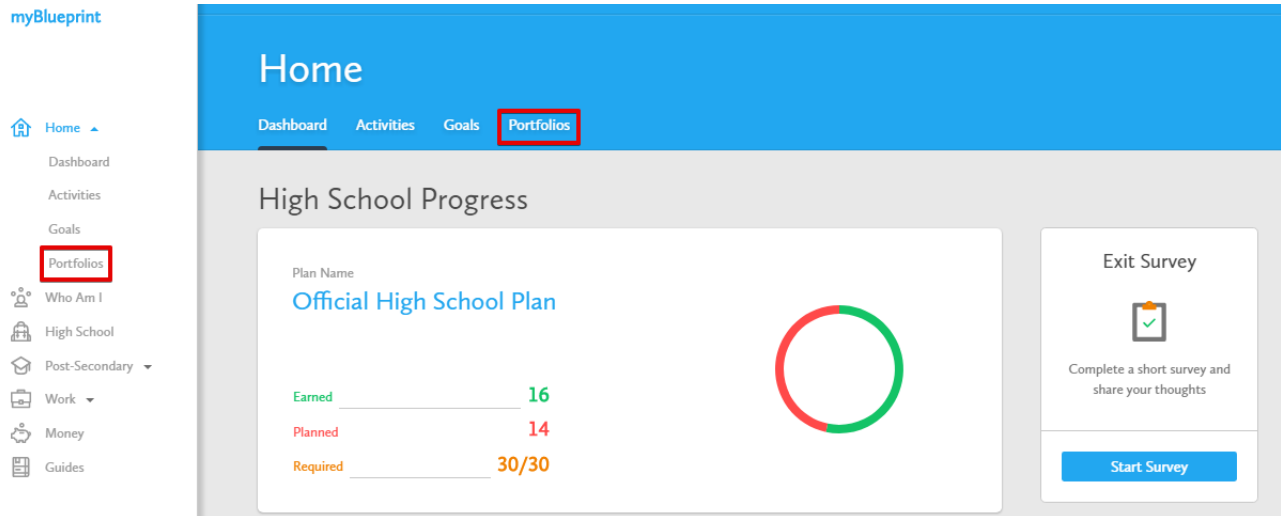 myBlueprint
Home
Dashboard
Activities
Goals
Portfolios
Who Am I
High School
Post-Secondary
Work
Money
Guides
Home
Dashboard Activities Goals Portfolios
High School Progress
Plan Name
Official High School Plan
Earned 16
Planned 14
Required 30/30
Exit Survey
Complete a short survey and
share your thoughts
Start Survey